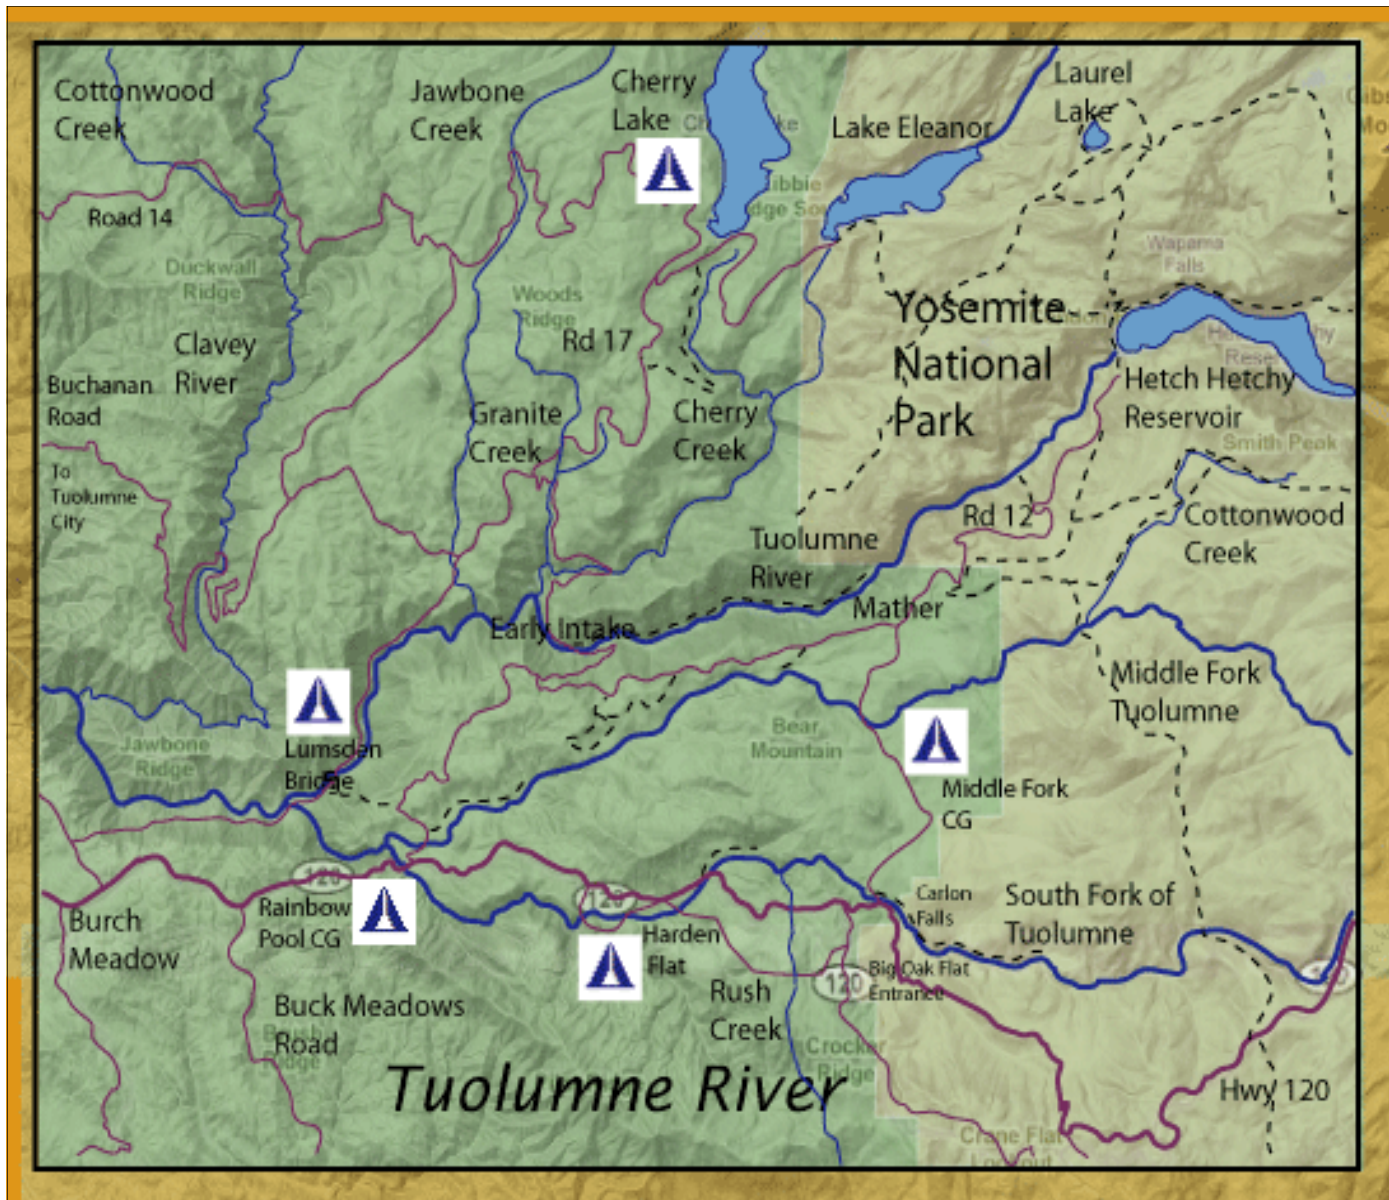 Cottonwood
Creek
Jawbone
Creek
Cherry
Lake
Lake Eleanor
Laurel
Lake
Road 14
Duckwall
Ridge
Woods
Ridge
Wapama
Falls
Clavey
River
Rd 17
Yosemite
National
Park
Buchanan
Road
Granite
Creek
Cherry
Creek
Hetch Hetchy
Reservoir
Smith Peak
To
Tuolumne
City
Tuolumne
River
Rd 12
Cottonwood
Creek
Early Intake
Mather
Middle Fork
Tuolumne
Jawbone
Ridge
Lumsden
Bridge
Bear
Mountain
Middle Fork
CG
120
120
Carlon
Falls
South Fork of
Tuolumne
Burch
Meadow
Rainbow
Pool CG
Harden
Flat
Big Oak Flat
Entrance
120
Rush
Creek
Buck Meadows
Road
Crocker
Ridge
Tuolumne River
Hwy 120
Crane Flat
Lookout